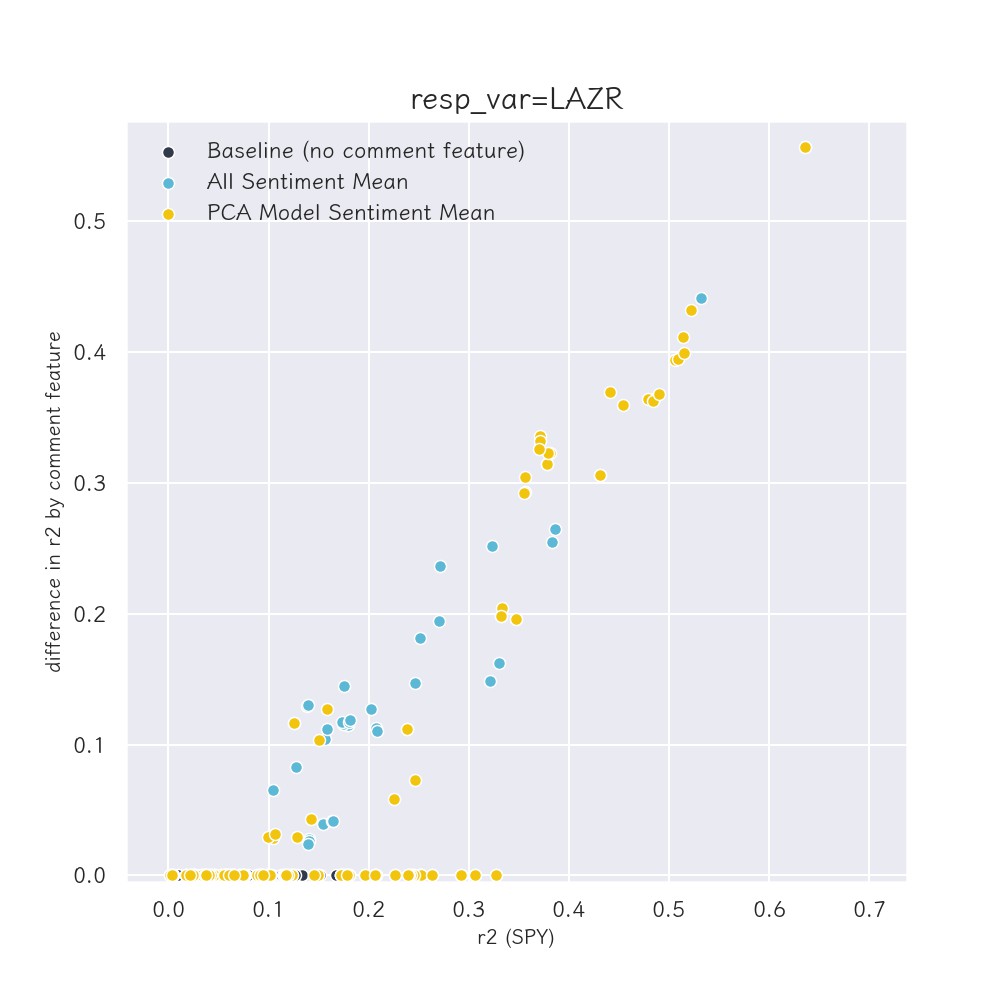 resp_var=LAZR
Baseline (no comment feature)
All Sentiment Mean
PCA Model Sentiment Mean
difference in r2 by comment feature
0.5
0.4
0.3
0.2
0.1
0.0
0.0 0.1 0.2 0.3 0.4 0.5 0.6 0.7
r2 (SPY)